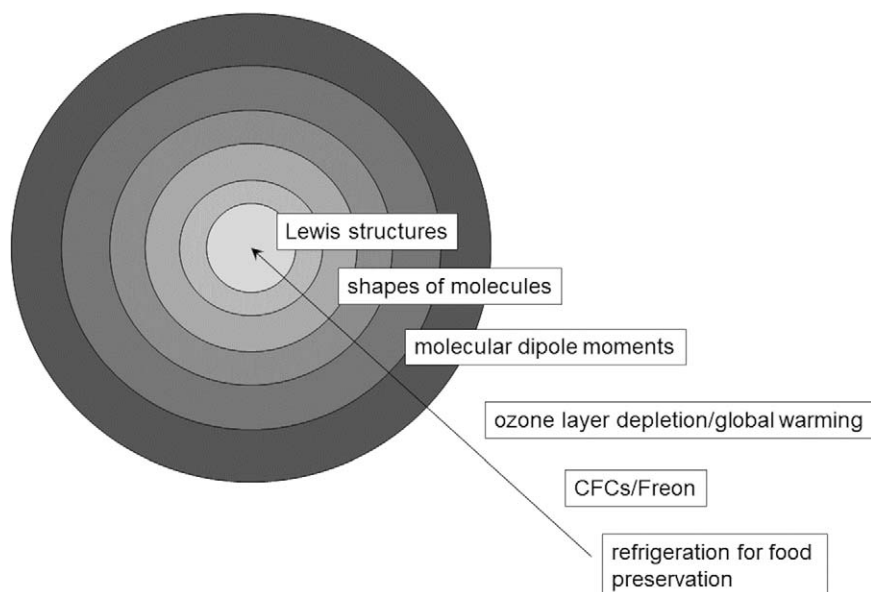 Lewis structures
shapes of molecules
molecular dipole moments
ozone layer depletion/global warming
CFCs/Freon
refrigeration for food
preservation